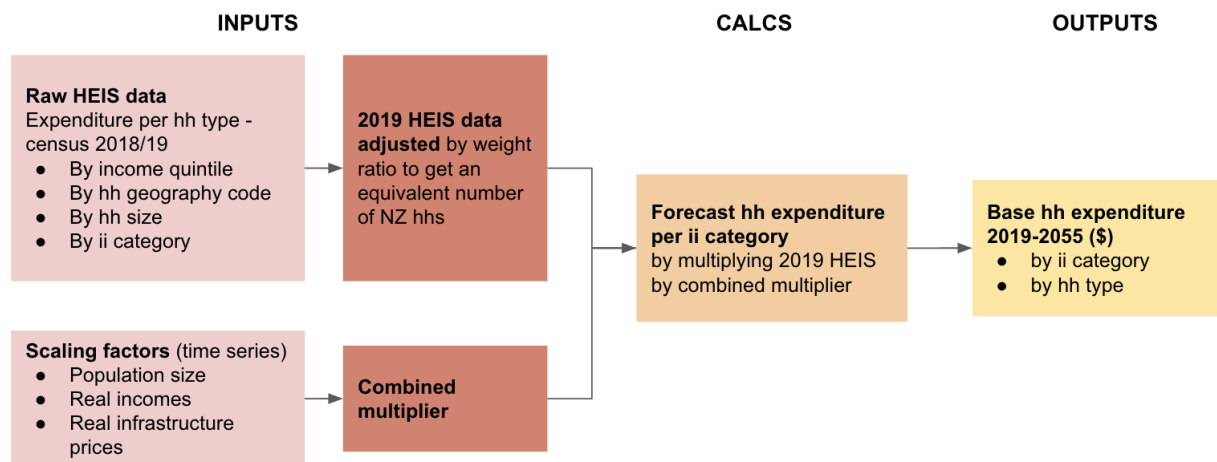 INPUTS
CALCS
OUTPUTS
Raw HEIS data
Expenditure per hh type -
census 2018/19
● By income quintile
● By hh geography code
● By hh size
● By ii category
2019 HEIS data
adjusted by weight
ratio to get an
equivalent number
of NZ hhs
Scaling factors (time series)
● Population size
● Real incomes
● Real infrastructure
prices
Combined
multiplier
Forecast hh expenditure
per ii category
by multiplying 2019 HEIS
by combined multiplier
Base hh expenditure
2019-2055 ($)
● by ii category
● by hh type